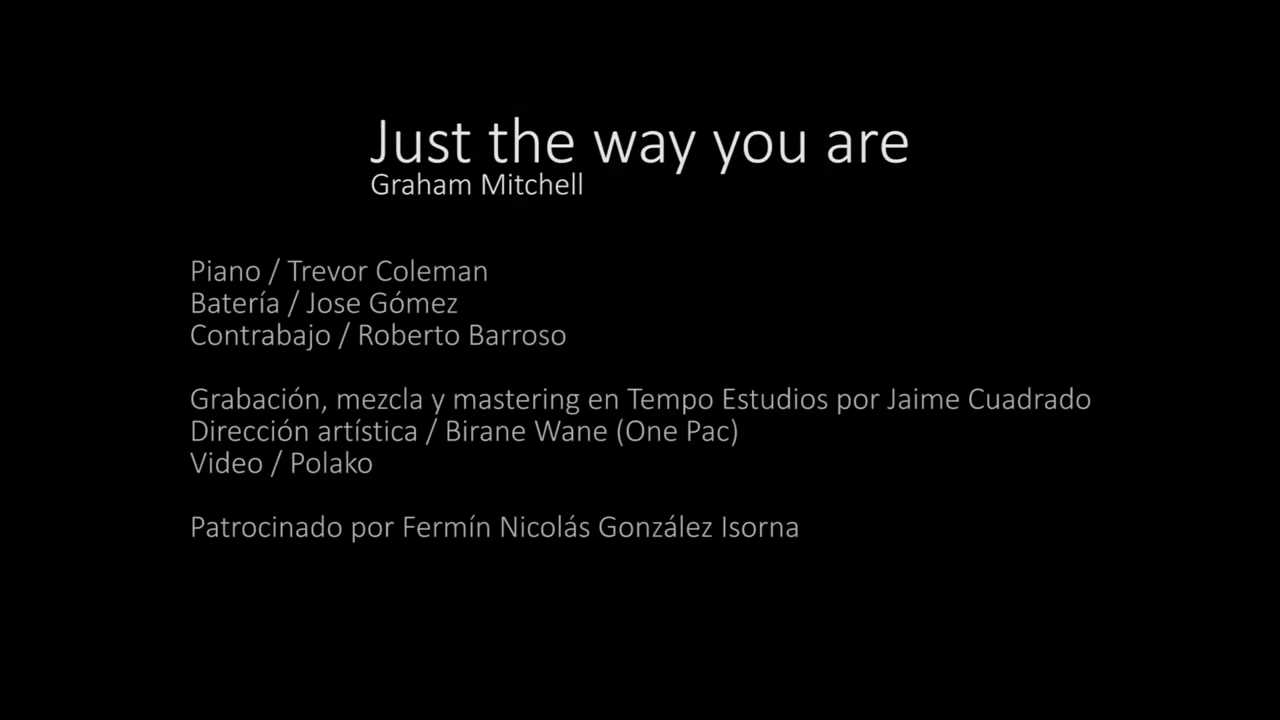 Just the way you are
Graham Mitchell
Piano / Trevor Coleman
Batería / Jose Gómez
Contrabajo / Roberto Barroso
Grabación, mezcla y mastering en Tempo Estudios por Jaime Cuadrado
Dirección artística / Birane Wane (One Pac)
Video / Polako
Patrocinado por Fermín Nicolás González Isorna